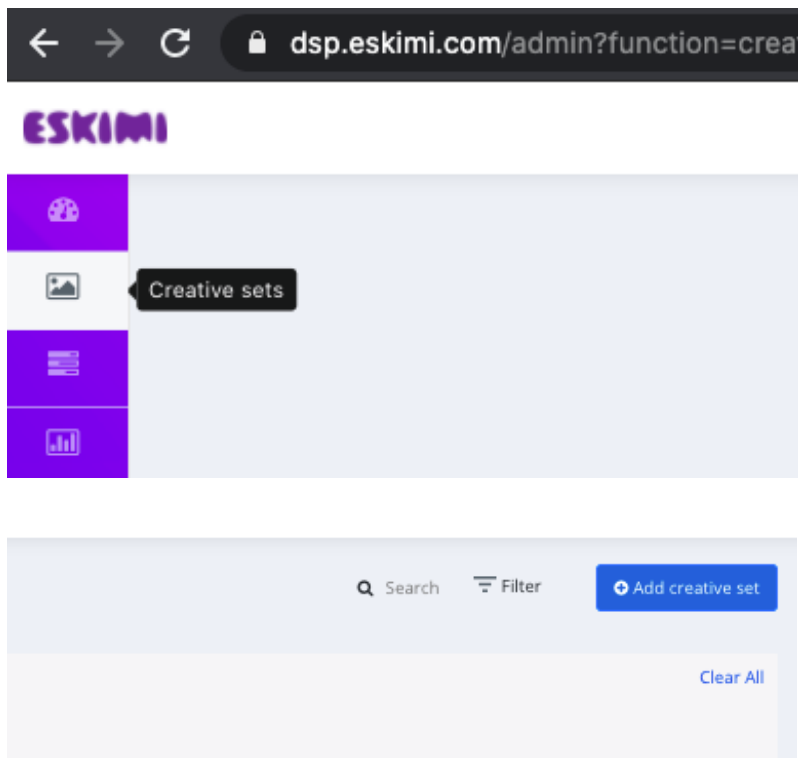 dsp.eskimi.com/admin?function=crea
ESKIMI
Creative sets
Search Filter Add creative set
Clear All